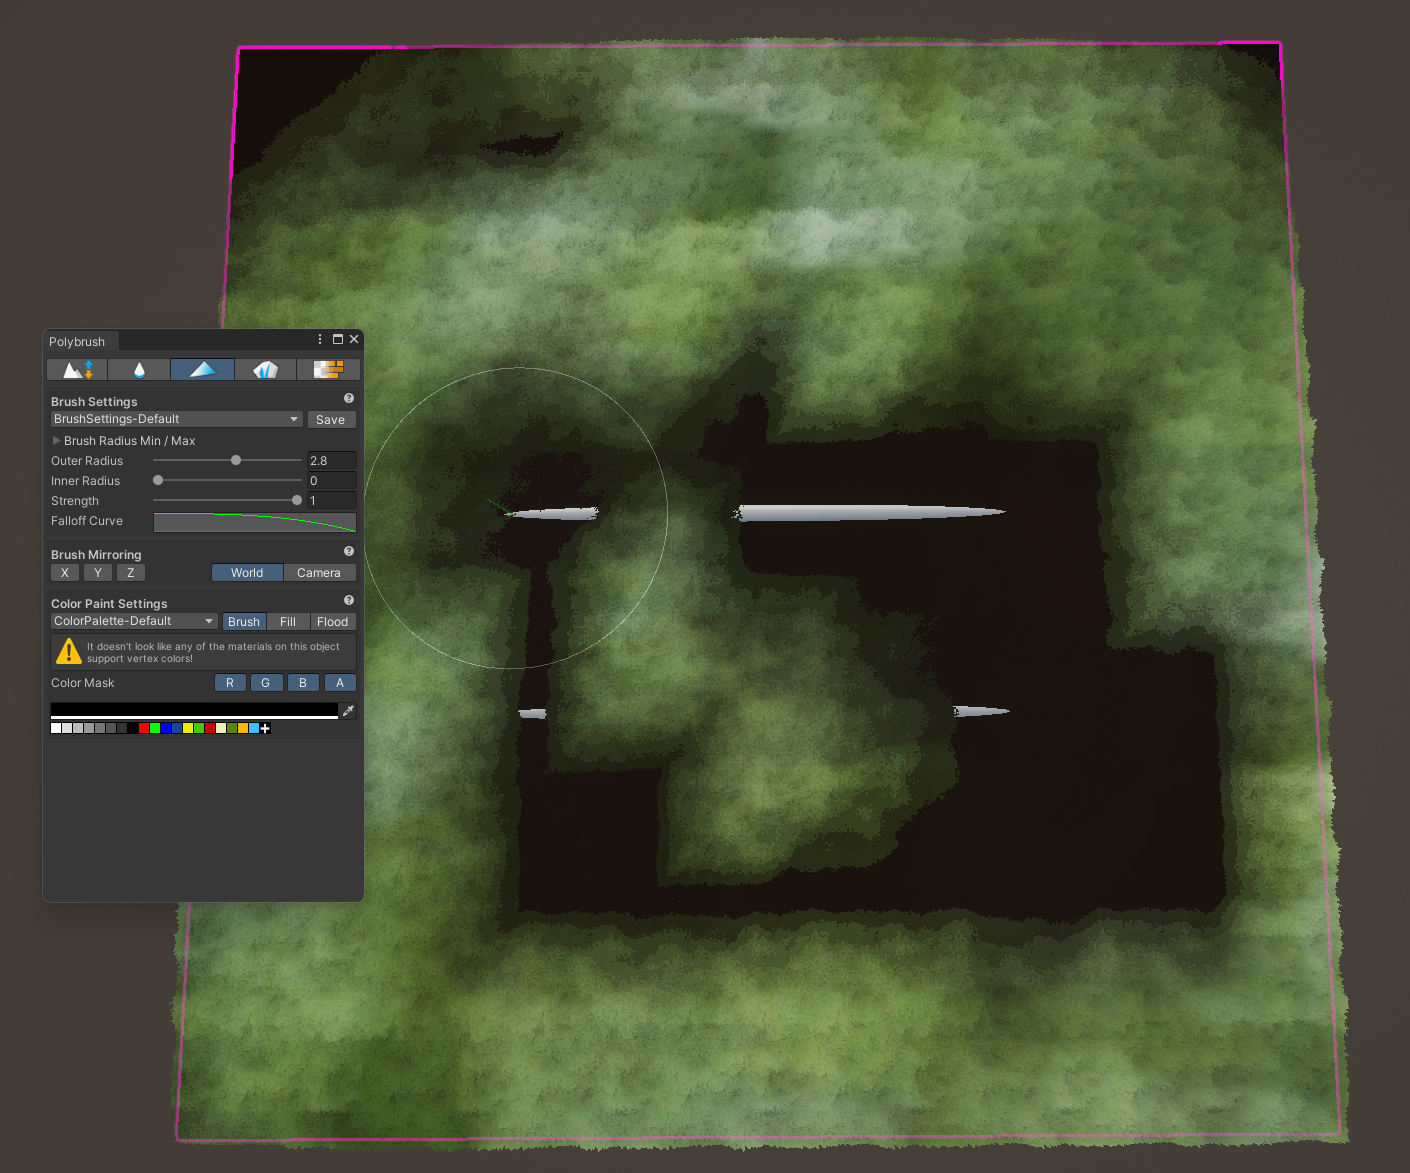 Polybrush
Brush Settings
BrushSettings-Default
Save
Brush Radius Min / Max
Outer Radius 2.8
Inner Radius 0
Strength 1
Falloff Curve
Brush Mirroring
X Y Z World Camera
Color Paint Settings
ColorPalette-Default Brush Fill Flood
It doesn't look like any of the materials on this object
support vertex colors!
Color Mask R G B A